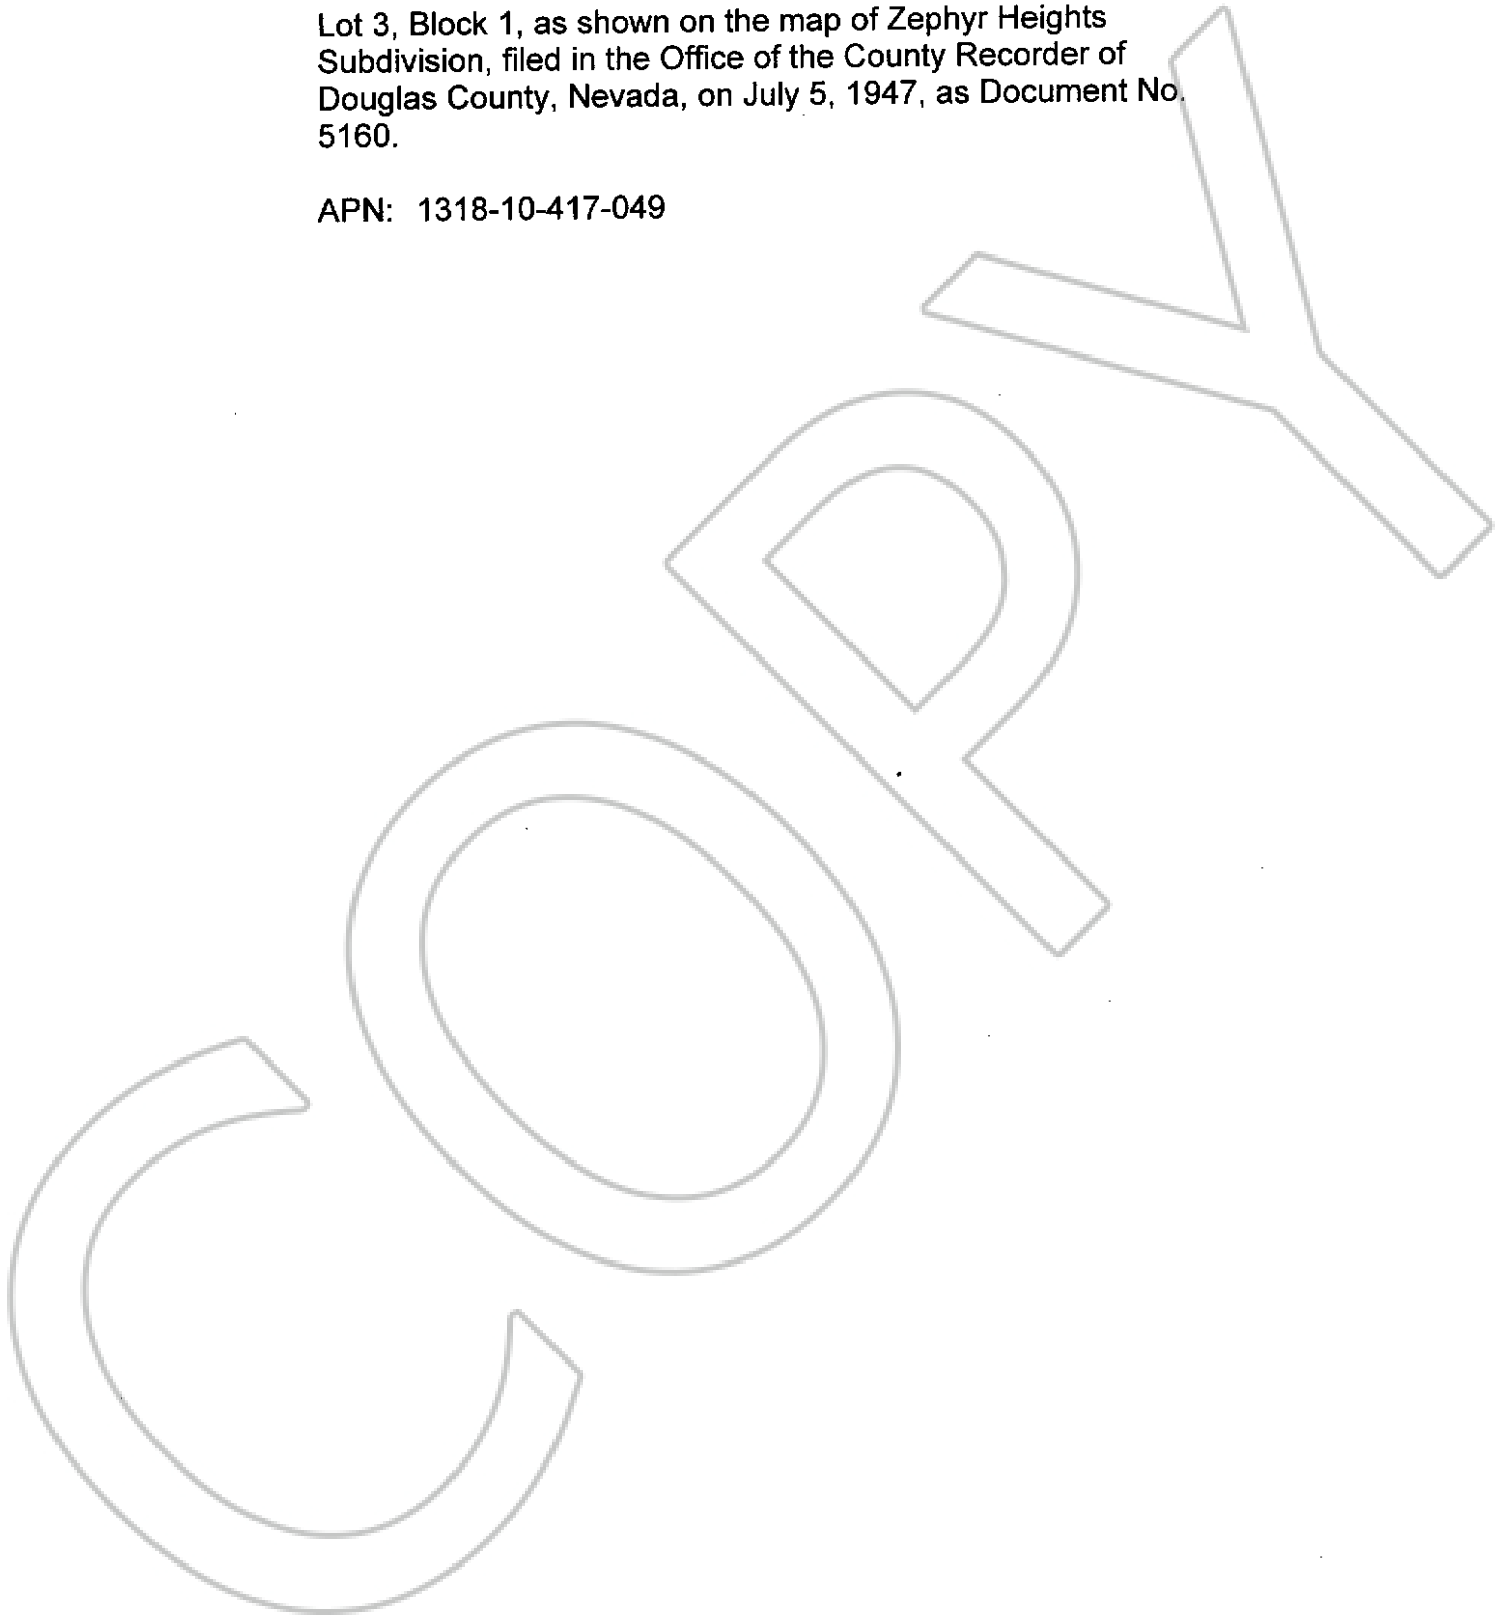 Lot 3, Block 1, as shown on the map of Zephyr Heights
Subdivision, filed in the Office of the County Recorder of
Douglas County, Nevada, on July 5, 1947, as Document No.
5160.
APN: 1318-10-417-049
COPY